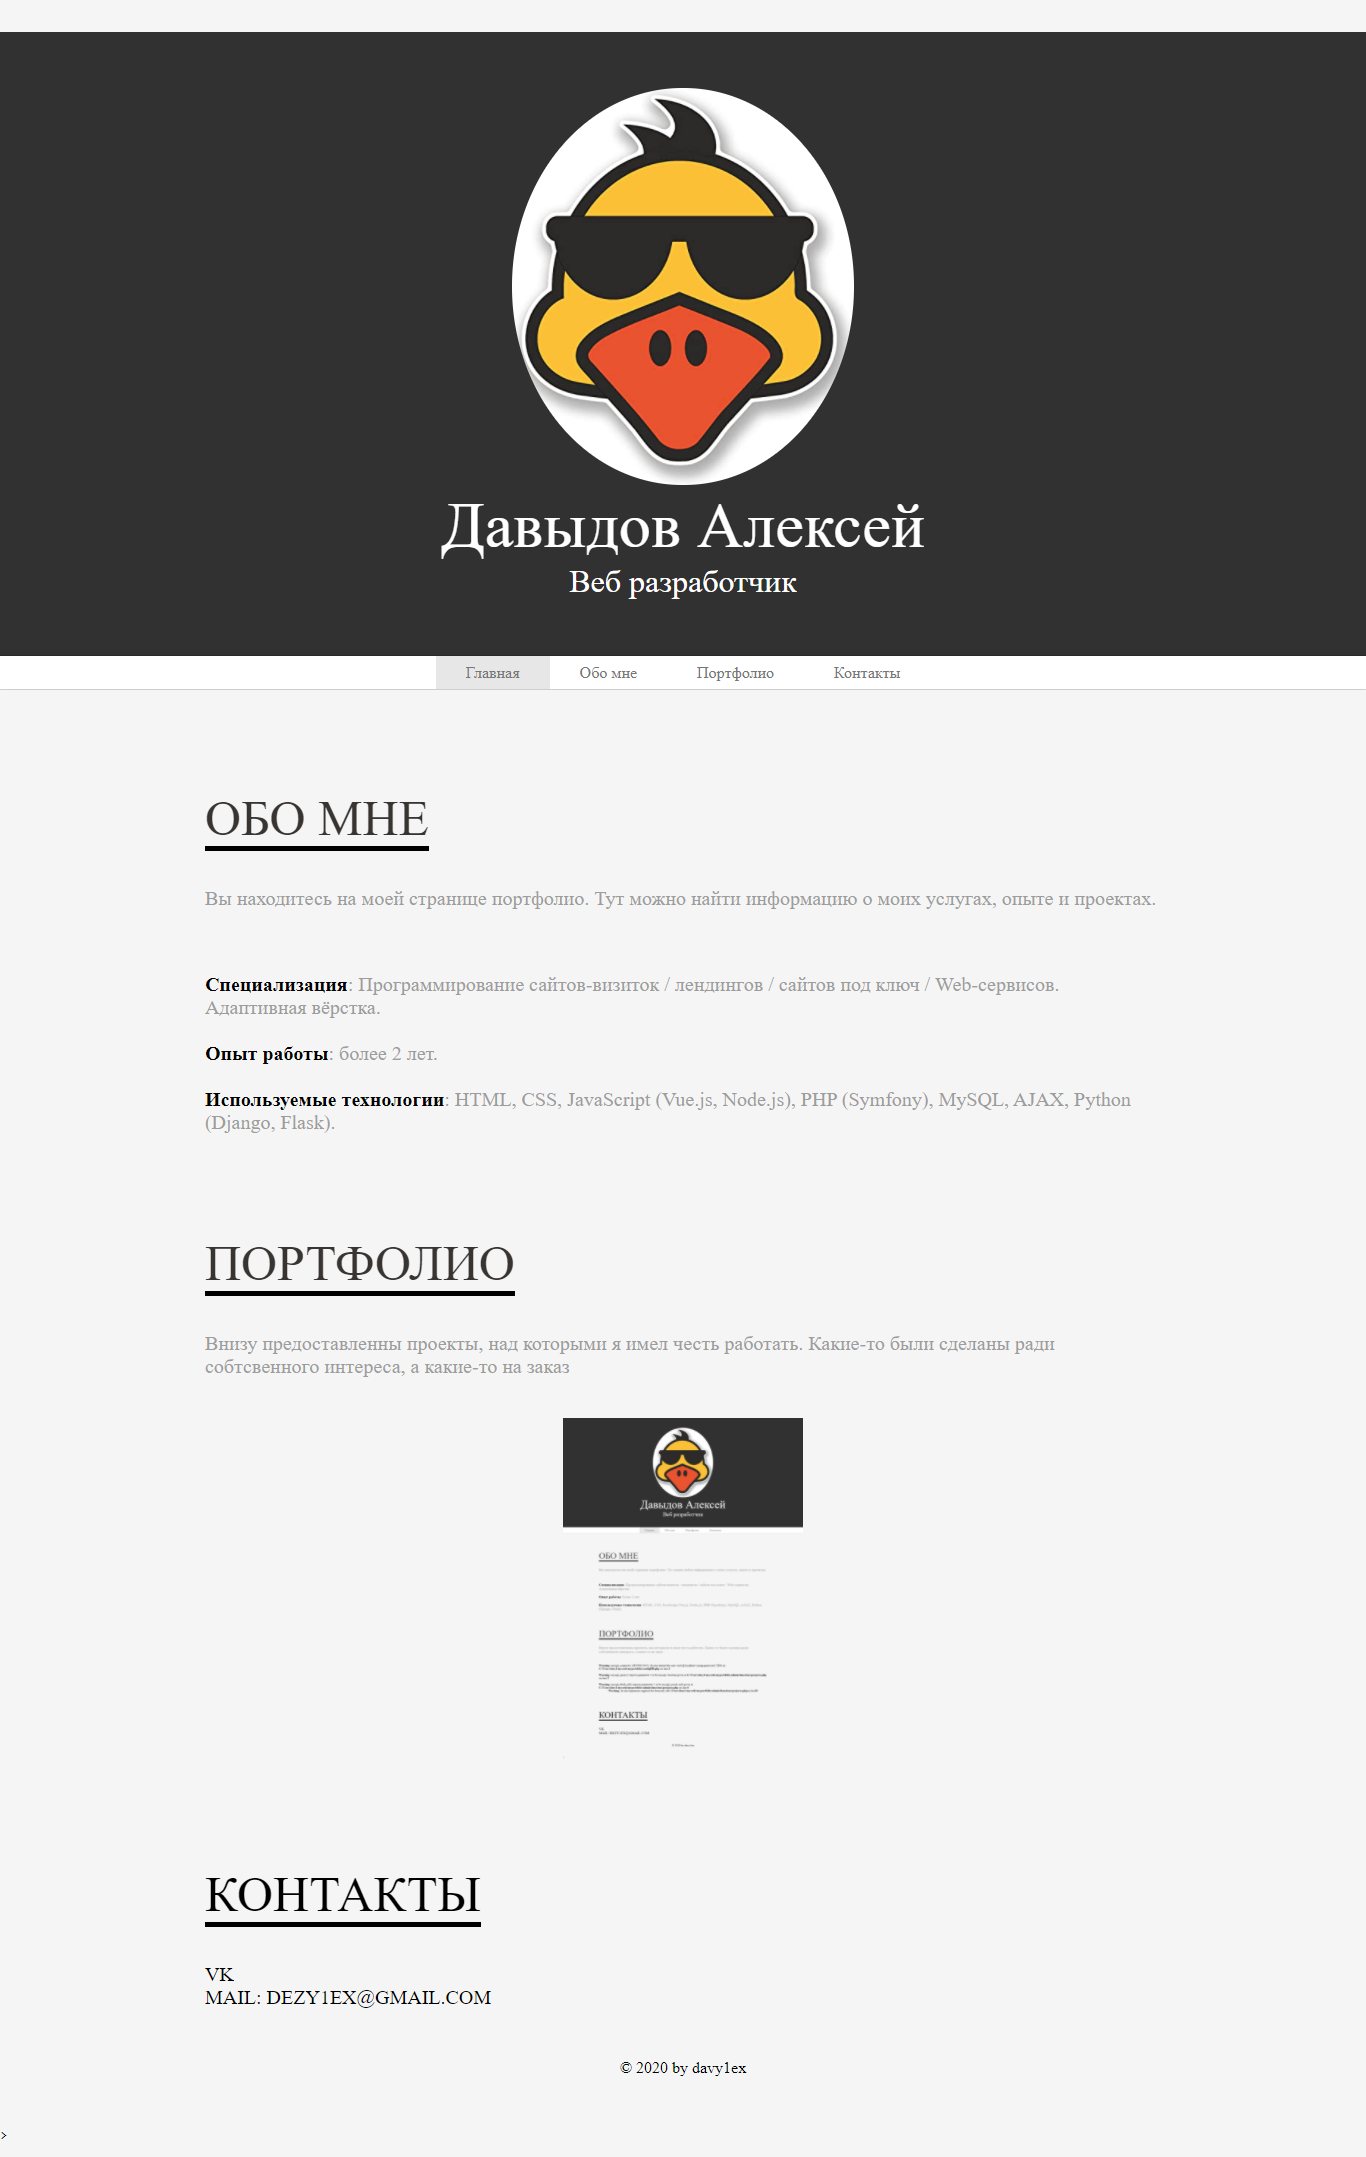 Давыдов Алексей
Веб разработчик
Главная Обо мне Портфолио Контакты
ОБО МНЕ
Вы находитесь на моей странице портфолио. Тут можно найти информацию о моих услугах, опыте и проектах.
Специализация: Программирование сайтов-визиток / лендингов / сайтов под ключ / Web-сервисов.
Адаптивная вёрстка.
Опыт работы: более 2 лет.
Используемые технологии: HTML, CSS, JavaScript (Vue.js, Node.js), PHP (Symfony), MySQL, AJAX, Python
(Django, Flask).
ПОРТФОЛИО
Внизу предоставленны проекты, над которыми я имел честь работать. Какие-то были сделаны ради
собтсвенного интереса, а какие-то на заказ
Давыдов Алексей
Веб разработчик
ОБО МНЕ
ПОРТФОЛИО
КОНТАКТЫ
КОНТАКТЫ
VK
MAIL: DEZY1EX@GMAIL.COM
© 2020 by davy1ex
>